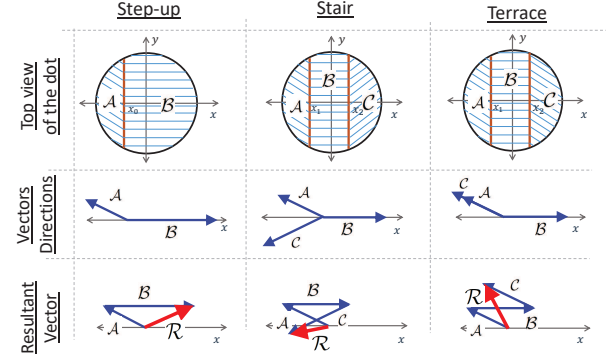 Step-up
Stair
Terrace
Top view
of the dot
y
𝒜
x₀
ℬ
x
y
ℬ
𝒜
x₁
x₂
𝒞
x
y
ℬ
𝒜
x₁
x₂
𝒞
x
Vectors
Directions
𝒜
ℬ
x
𝒜
𝒞
ℬ
x
𝒞
𝒜
ℬ
x
Resultant
Vector
ℬ
𝒜
ℛ
x
ℬ
𝒜
𝒞
ℛ
x
𝒞
ℛ
𝒜
ℬ
x